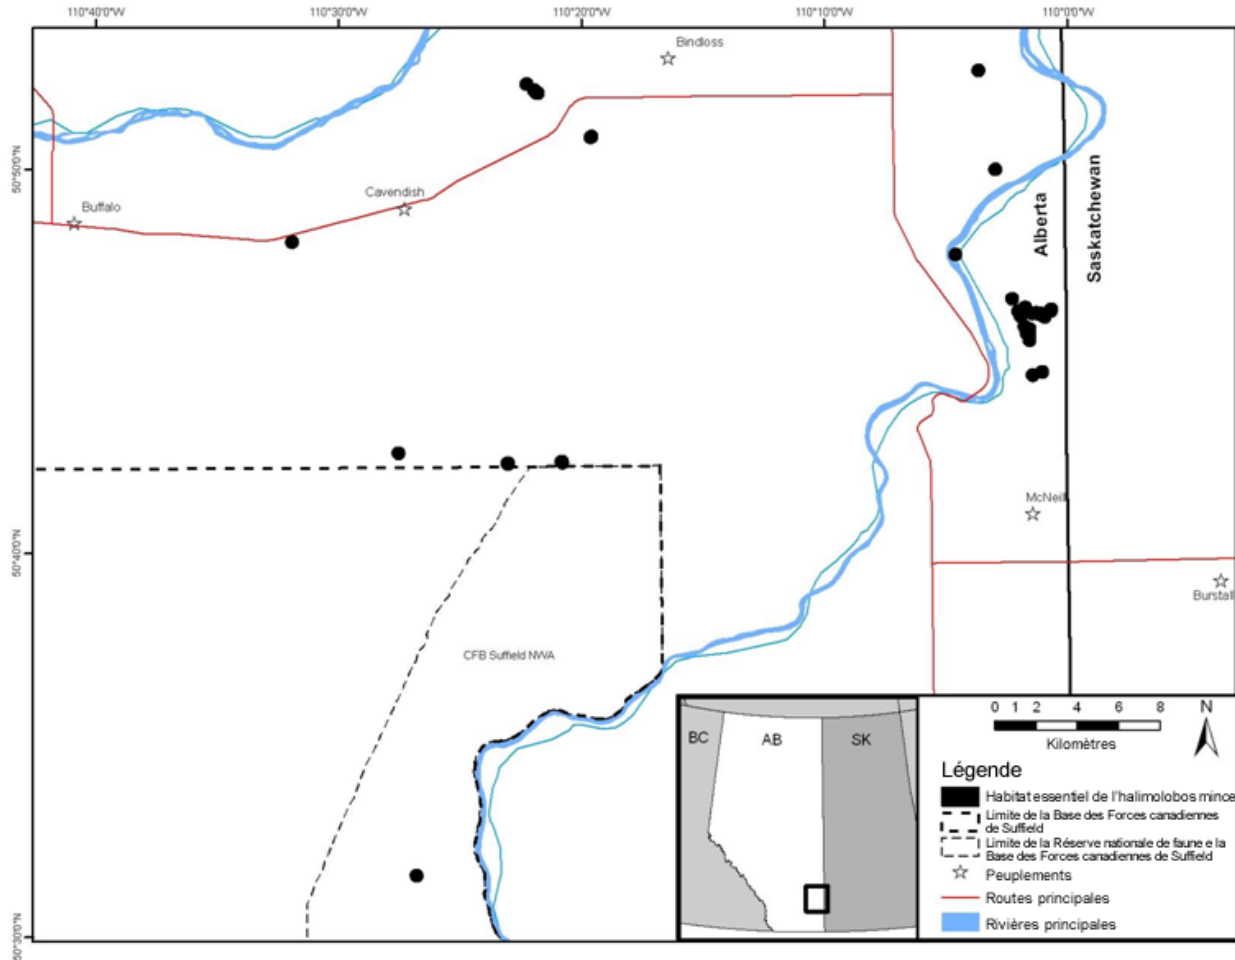 110°40'0"W
110°30'0"W
110°20'0"W
110°10'0"W
110°0'0"W
Bindloss
50°50'0"N
Buffalo
Cavendish
Alberta
Saskatchewan
50°40'0"N
McNeill
Burstall
CFB Suffield NWA
50°30'0"N
BC
AB
SK
0 1 2 4 6 8
Kilomètres
N
Légende
Habitat essentiel de l'halimolobos mince
Limite de la Base des Forces canadiennes
de Suffield
Limite de la Réserve nationale de faune e la
Base des Forces canadiennes de Suffield
Peuplements
Routes principales
Rivières principales